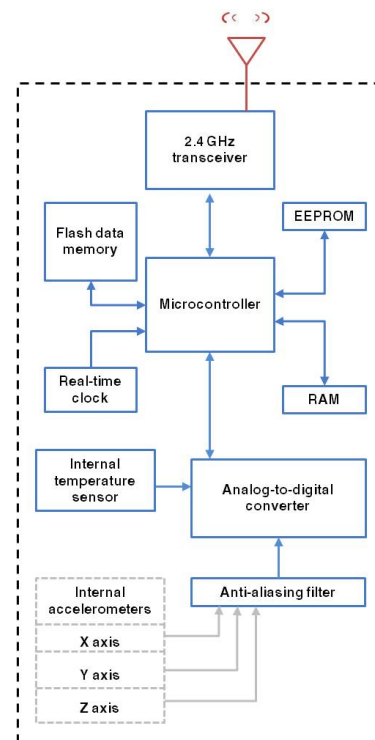 2.4 GHz
transceiver
Flash data
memory
EEPROM
Microcontroller
Real-time
clock
RAM
Internal
temperature
sensor
Analog-to-digital
converter
Internal
accelerometers
Anti-aliasing filter
X axis
Y axis
Z axis